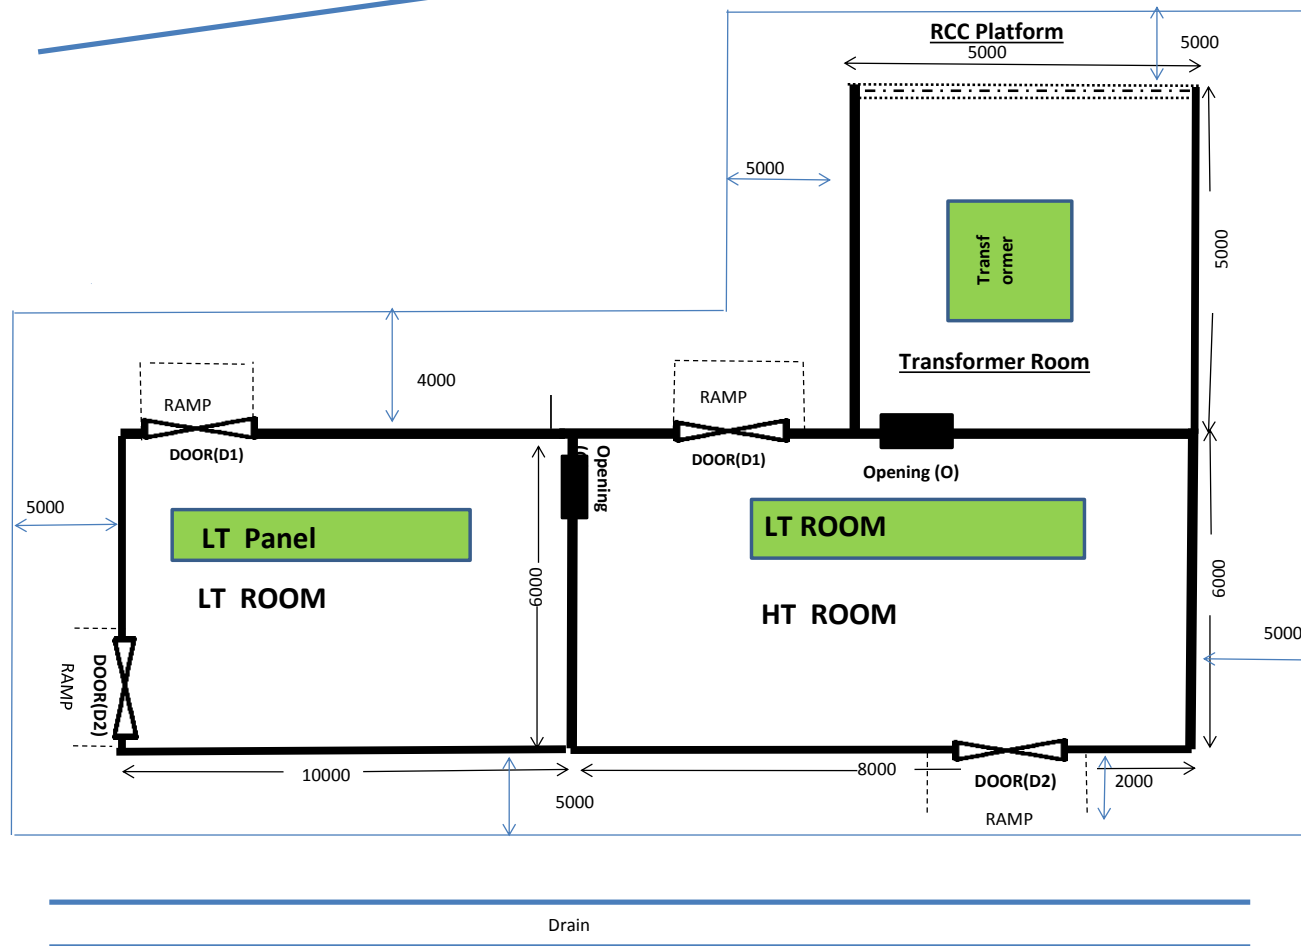 RCC Platform
5000
5000
5000
5000
Transf
ormer
Transformer Room
4000
RAMP
RAMP
DOOR(D1)
DOOR(D1)
Opening
Opening (O)
5000
LT Panel
LT ROOM
LT ROOM
HT ROOM
6000
6000
5000
DOOR(D2)
RAMP
10000
8000
2000
DOOR(D2)
5000
RAMP
Drain